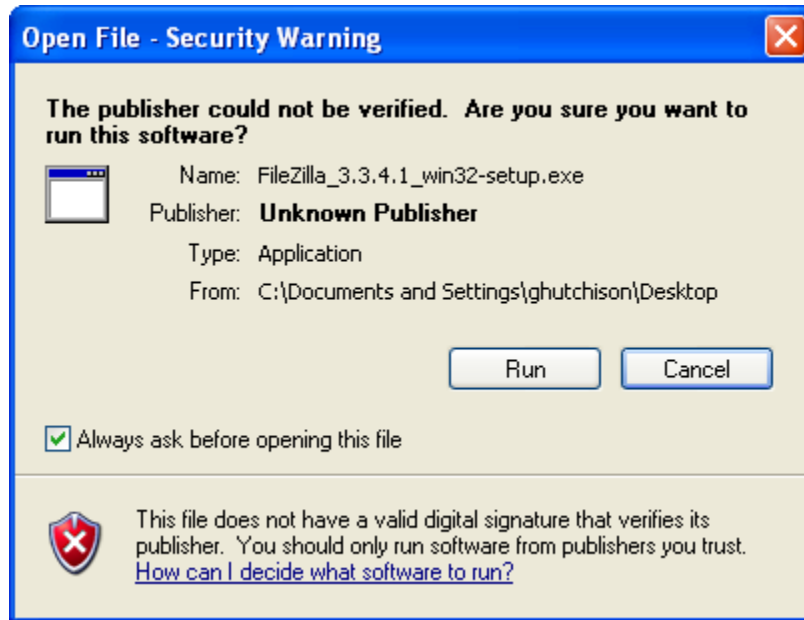 Open File - Security Warning
The publisher could not be verified. Are you sure you want to
run this software?
Name: FileZilla_3.3.4.1_win32-setup.exe
Publisher: Unknown Publisher
Type: Application
From: C:\Documents and Settings\ghutchison\Desktop
Run Cancel
Always ask before opening this file
This file does not have a valid digital signature that verifies its
publisher. You should only run software from publishers you trust.
How can I decide what software to run?